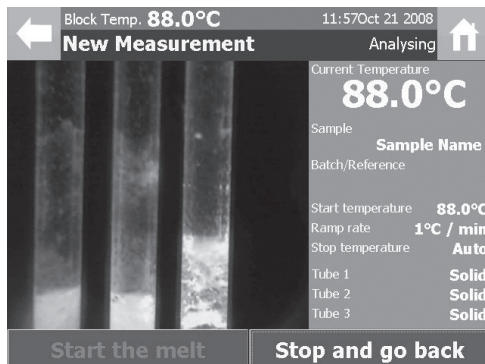 Block Temp. 88.0°C 11:57Oct 21 2008
New Measurement Analysing
Current Temperature
88.0°C
Sample
Sample Name
Batch/Reference
Start temperature 88.0°C
Ramp rate 1°C / min
Stop temperature Auto
Tube 1 Solid
Tube 2 Solid
Tube 3 Solid
Start the melt Stop and go back